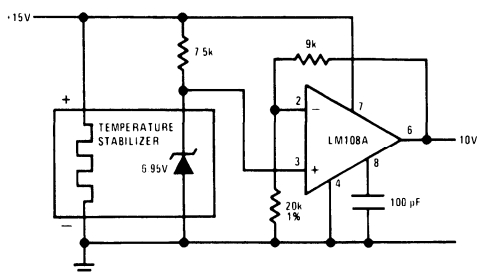 +15V
7 5k
9k
+
TEMPERATURE
STABILIZER
6 95V
2
−
7
LM108A
6
10V
3
+
8
4
20k
1%
100 pF
−